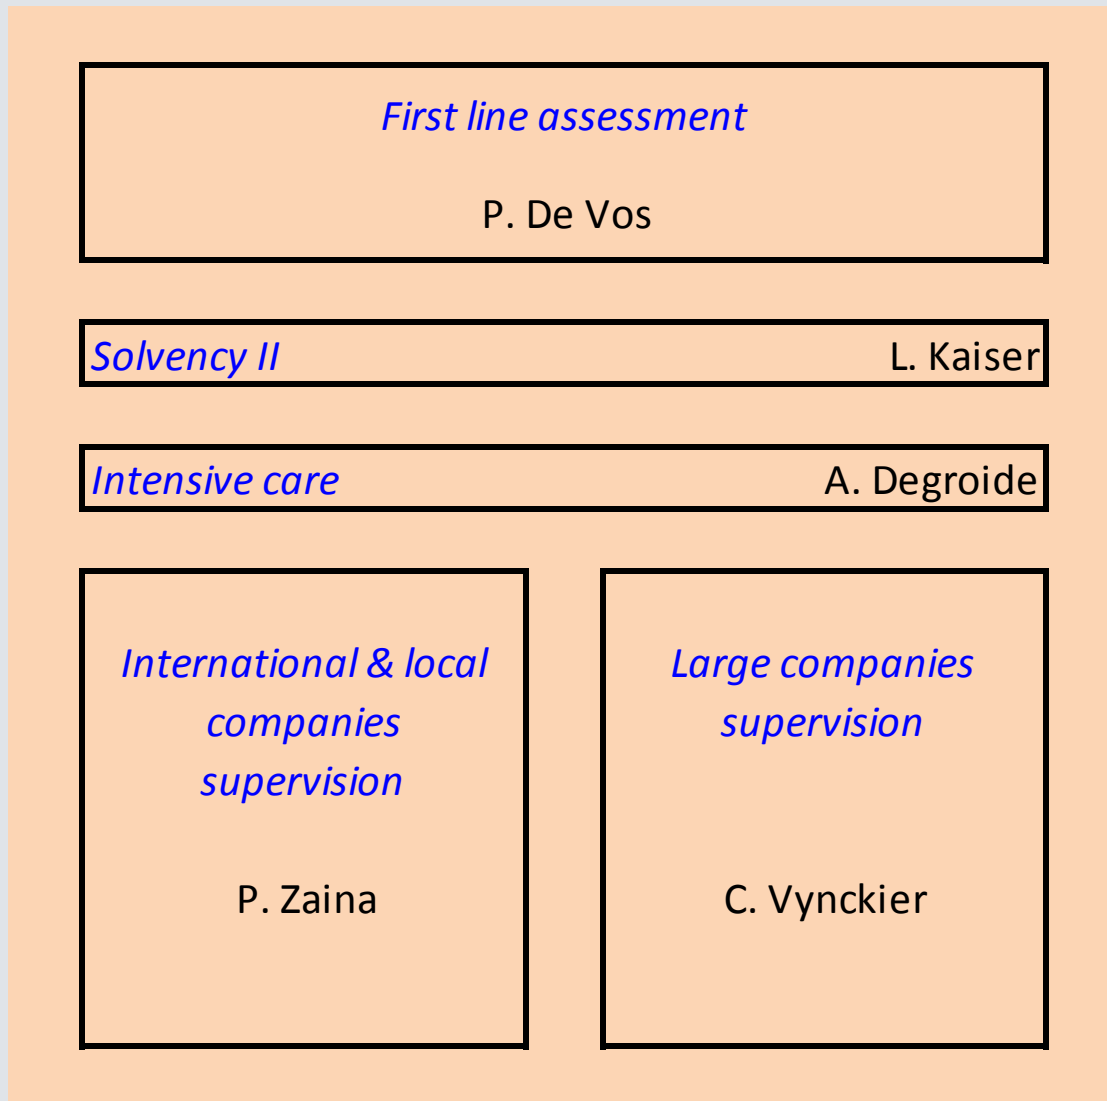 First line assessment
P. De Vos
Solvency II L. Kaiser
Intensive care A. Degroide
International & local
companies
supervision
P. Zaina
Large companies
supervision
C. Vynckier